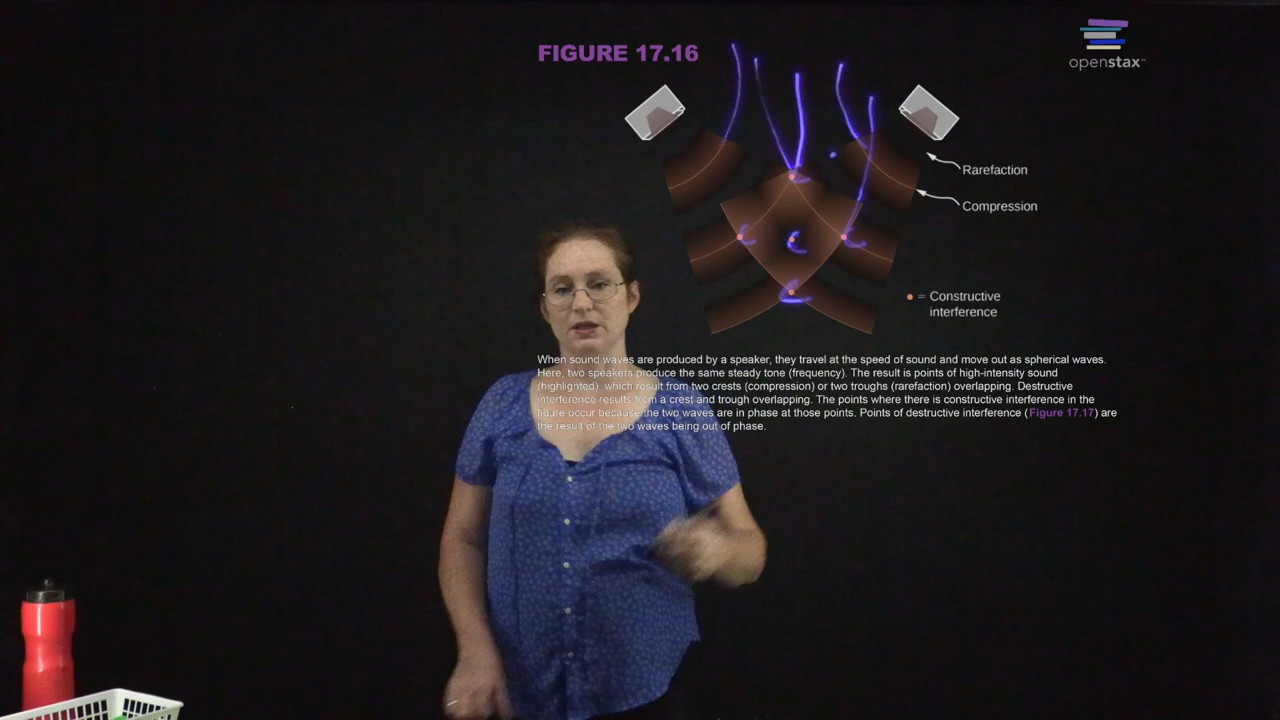 FIGURE 17.16
openstax™
Rarefaction
Compression
C
C
C
C
= Constructive
interference
When sound waves are produced by a speaker, they travel at the speed of sound and move out as spherical waves.
Here, two speakers produce the same steady tone (frequency). The result is points of high-intensity sound
(highlighted), which result from two crests (compression) or two troughs (rarefaction) overlapping. Destructive
interference results from a crest and trough overlapping. The points where there is constructive interference in the
figure occur because the two waves are in phase at those points. Points of destructive interference (Figure 17.17) are
the result of the two waves being out of phase.